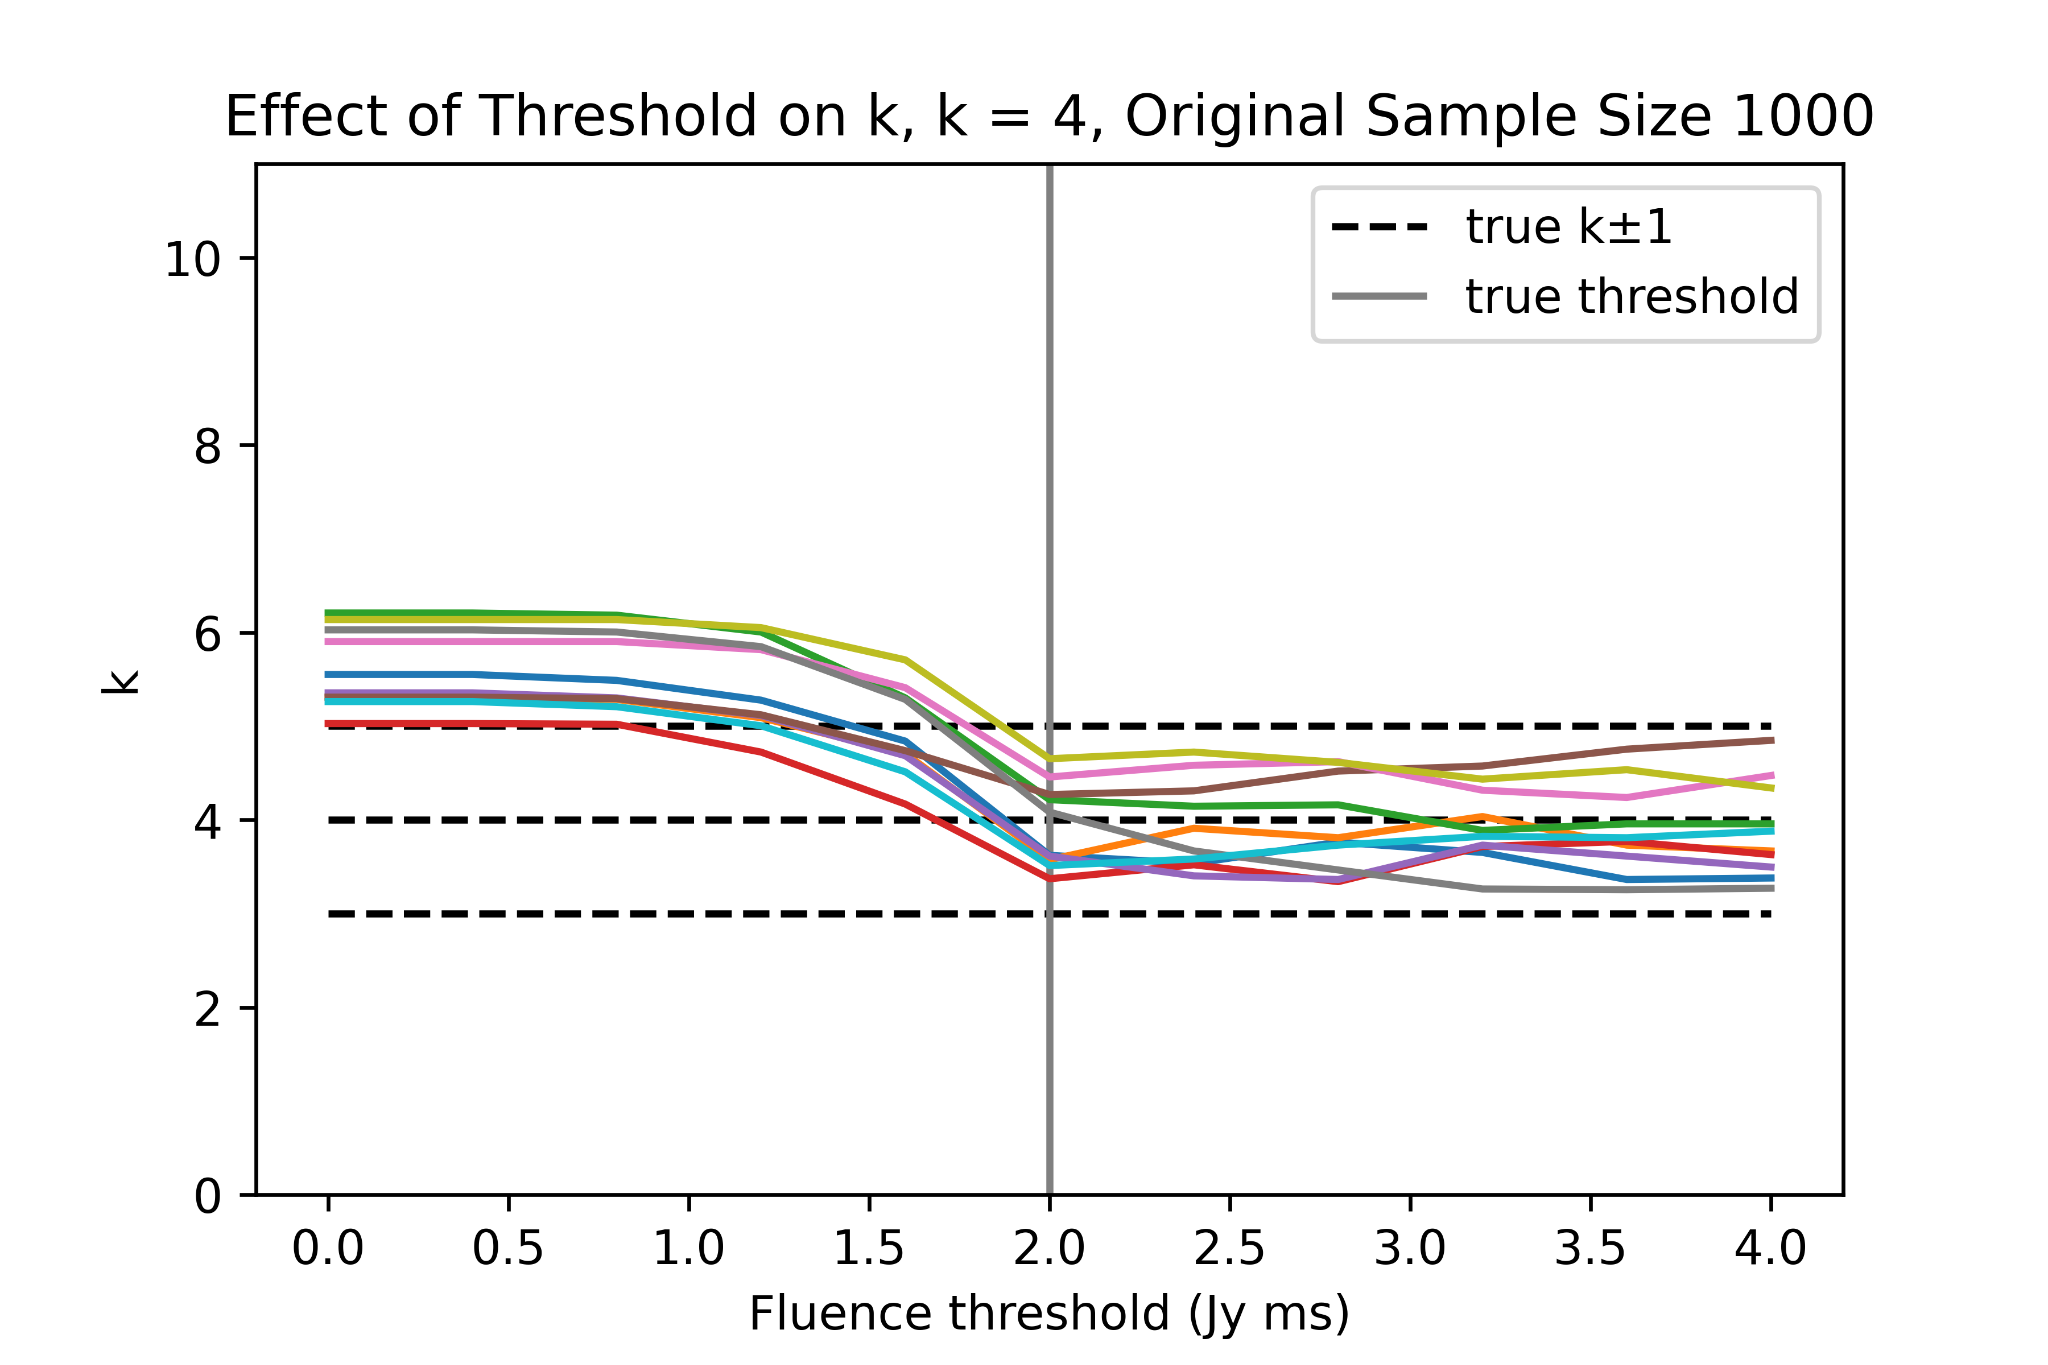 Effect of Threshold on k, k = 4, Original Sample Size 1000
true k±1
true threshold
10
8
6
4
2
0
k
0.0 0.5 1.0 1.5 2.0 2.5 3.0 3.5 4.0
Fluence threshold (Jy ms)